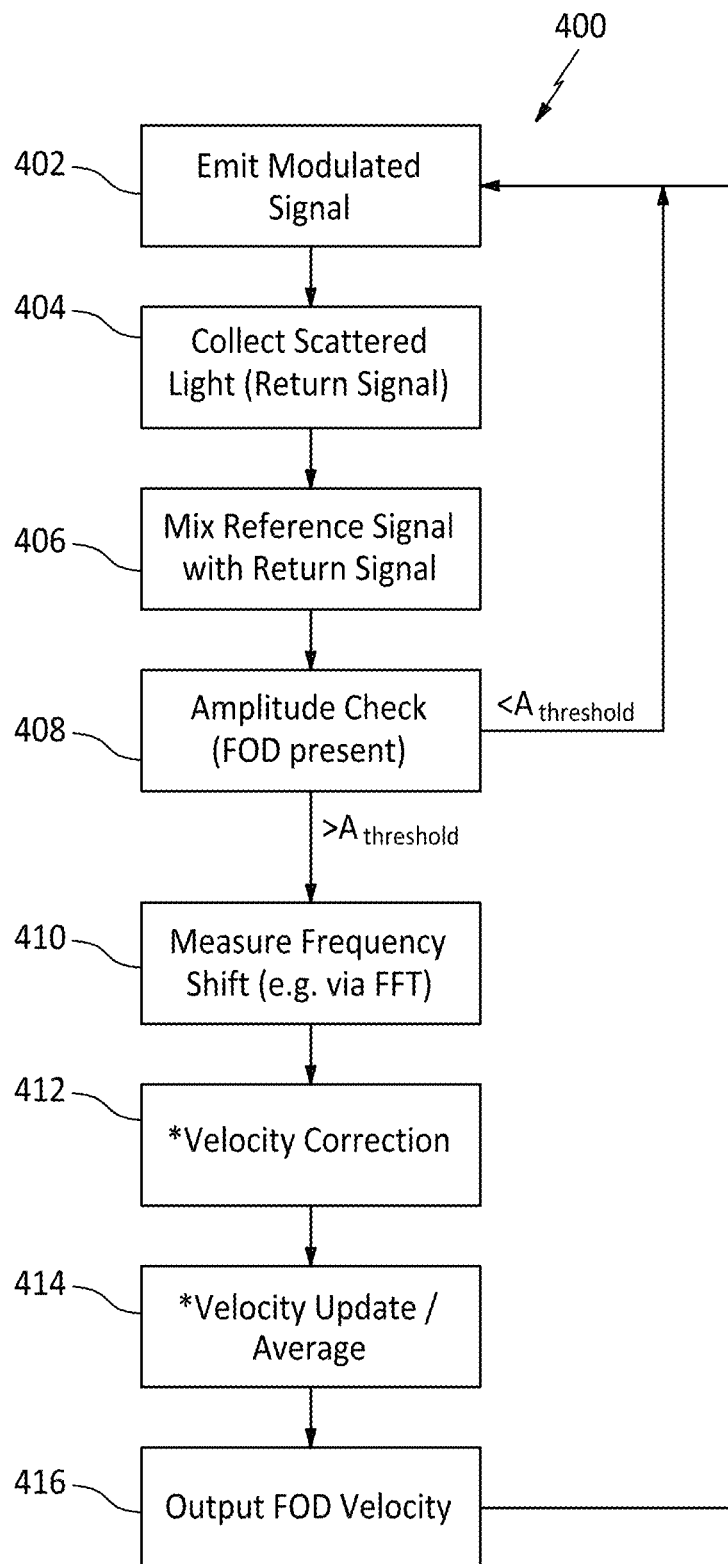 400
402
Emit Modulated
Signal
404
Collect Scattered
Light (Return Signal)
406
Mix Reference Signal
with Return Signal
408
Amplitude Check
(FOD present)
<A threshold
>A threshold
410
Measure Frequency
Shift (e.g. via FFT)
412
*Velocity Correction
414
*Velocity Update /
Average
416
Output FOD Velocity